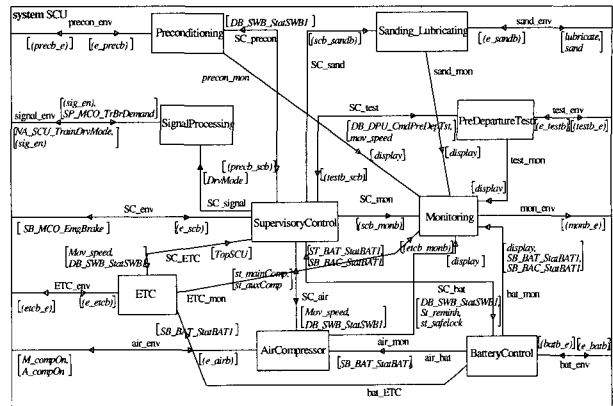 system SCU
precon_env
[(precb_e)]
[(e_precb)]
Preconditioning
[DB_SWB_StatSWB1]
SC_precon
precon_mon
Sanding_Lubricating
[(scb_sandb)]
SC_sand
sand_env
[(e_sandb)]
[lubricate, sand]
sand_mon
signal_env
[(sig_en), SP_MCO_TrBrDemand]
[NA_SCU_TrainDrvMode, (sig_en)]
SignalProcessing
SC_signal
[(precb_scb)]
[DrvMode]
SC_test
[DB_DPU_CmdPreDepTst, mov_speed]
[(testb_scb)]
PreDepartureTests
test_env
[(e_testb)]
[(testb_e)]
test_mon
[display]
[display]
[display]
SC_env
[SB_MCO_EmgBrake]
[(e_scb)]
SupervisoryControl
SC_mon
[(scb_monb)]
Monitoring
mon_env
[(monb_e)]
[Mov_speed, DB_SWB_StatSWB1]
SC_ETC
[TopSCU]
[ST_BAT_StatBAT1, SB_BAC_StatBAT1]
[(etcb_monb)]
[display]
[display, SB_BAT_StatBAT1, SB_BAC_StatBAT1]
bat_mon
ETC_env
[(etcb_e)]
[(e_etcb)]
ETC
ETC_mon
[st_mainComp, st_auxComp]
SC_air
[Mov_speed, DB_SWB_StatSWB1]
SC_bat
[DB_SWB_StatSWB1, St_reminh, st_safelock]
[SB_BAT_StatBAT1]
air_env
[(e_airb)]
[M_compOn, A_compOn]
AirCompressor
air_mon
[SB_BAT_StatBAT1]
air_bat
BatteryControl
[(batb_e)]
[(e_batb)]
bat_env
bat_ETC